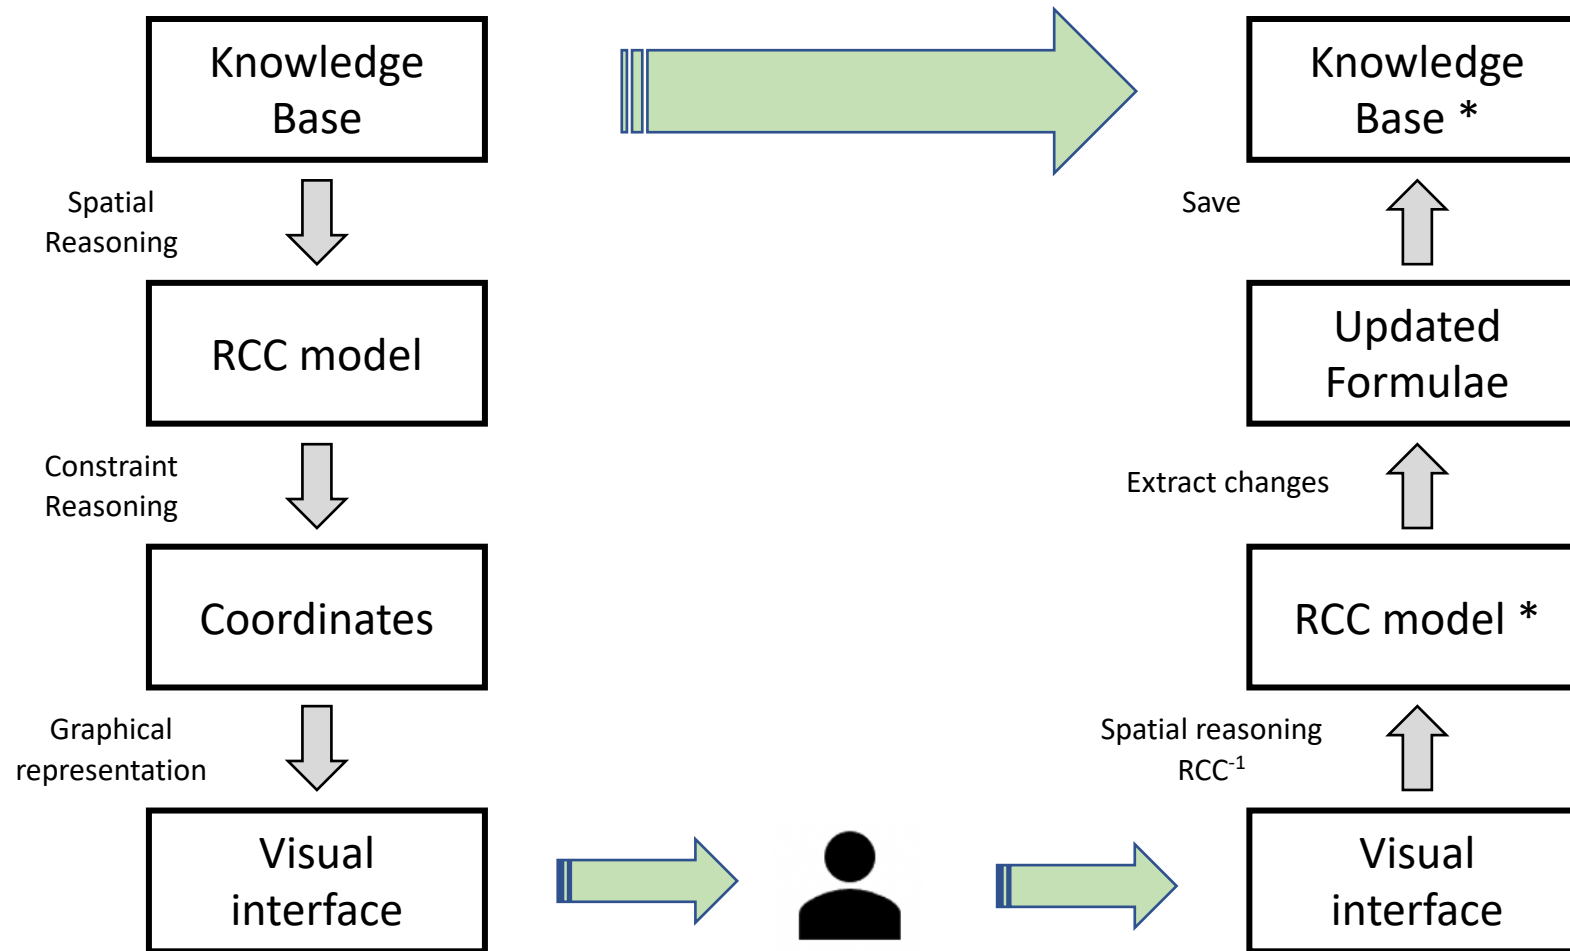 Knowledge
Base
Knowledge
Base *
Spatial
Reasoning
Save
RCC model
Updated
Formulae
Constraint
Reasoning
Extract changes
Coordinates
RCC model *
Graphical
representation
Spatial reasoning
RCC⁻¹
Visual
interface
Visual
interface